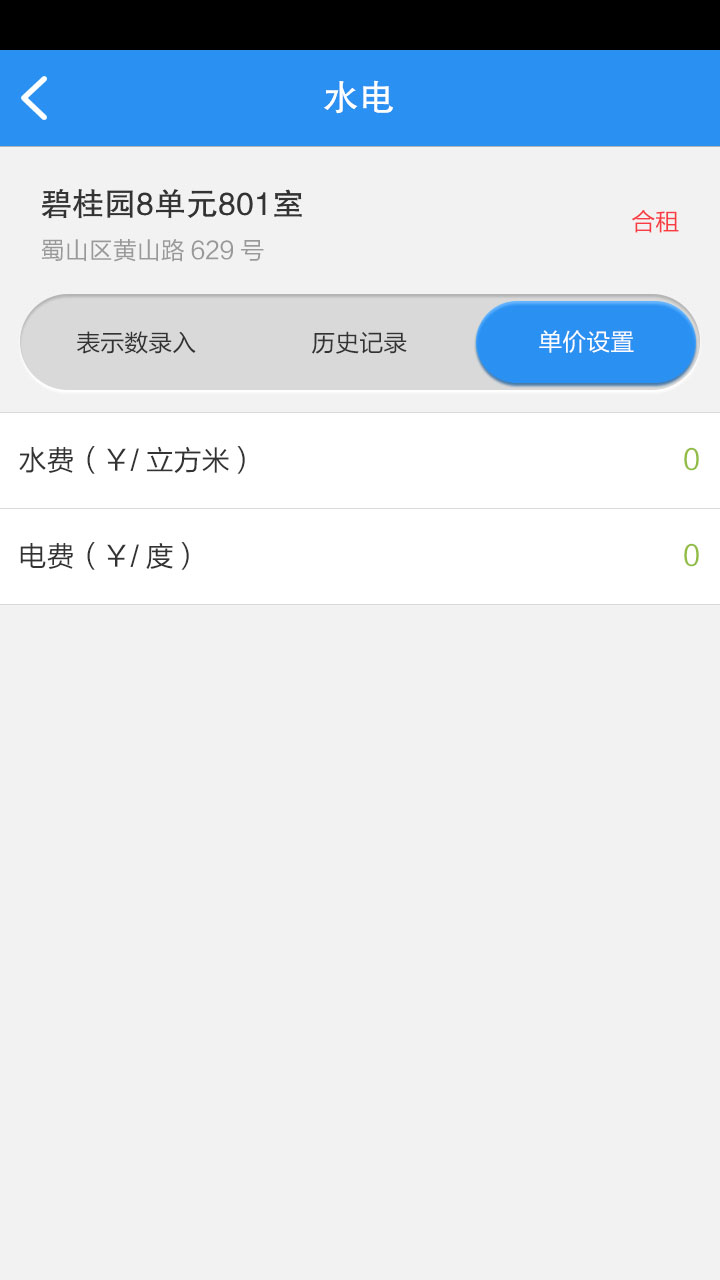 水电
碧桂园8单元801室
合租
蜀山区黄山路 629 号
表示数录入 历史记录 单价设置
水费（￥/ 立方米） 0
电费（￥/ 度） 0